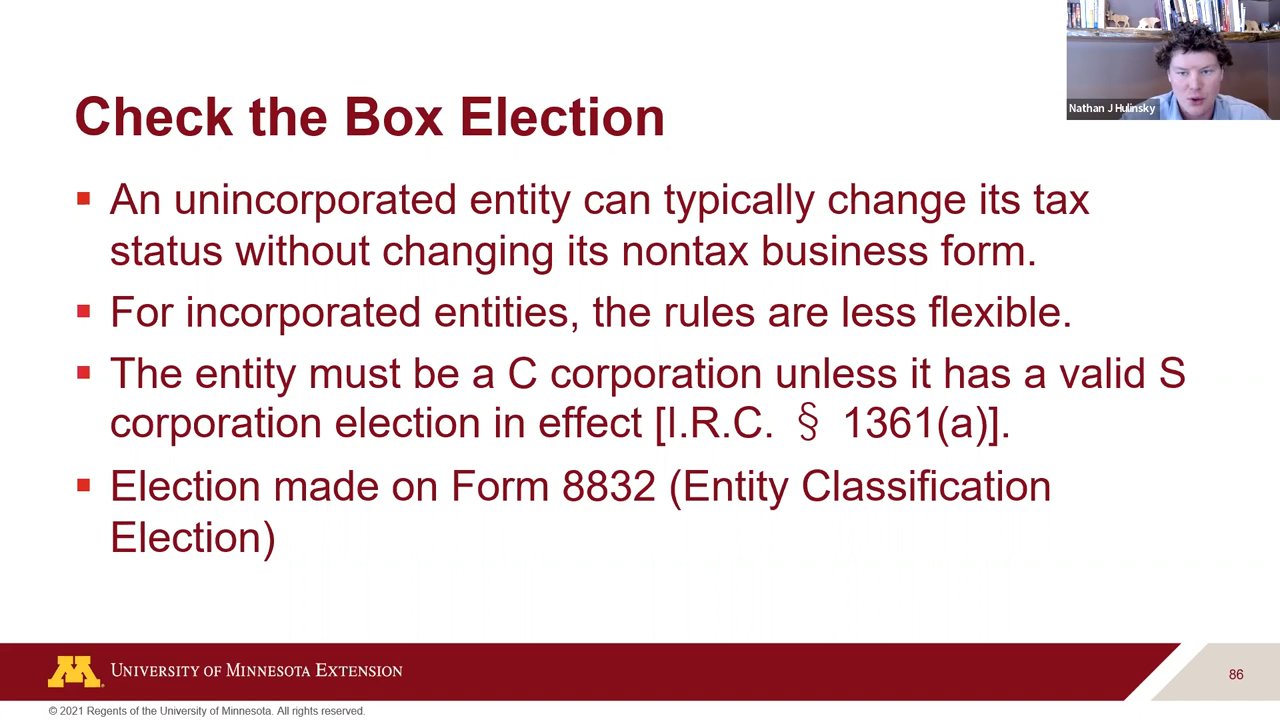 Nathan J Hulinsky
Check the Box Election
▪ An unincorporated entity can typically change its tax
status without changing its nontax business form.
▪ For incorporated entities, the rules are less flexible.
▪ The entity must be a C corporation unless it has a valid S
corporation election in effect [I.R.C. § 1361(a)].
▪ Election made on Form 8832 (Entity Classification
Election)
M
UNIVERSITY OF MINNESOTA EXTENSION
86
© 2021 Regents of the University of Minnesota. All rights reserved.